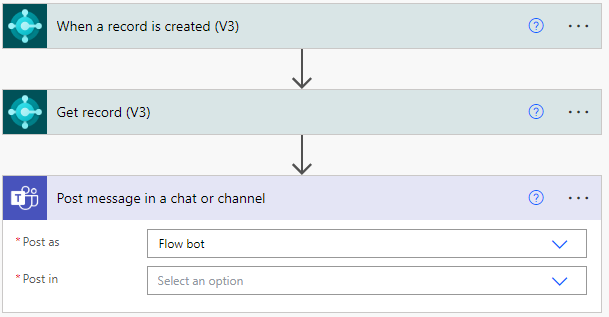 When a record is created (V3)
Get record (V3)
T Post message in a chat or channel
* Post as Flow bot
* Post in Select an option